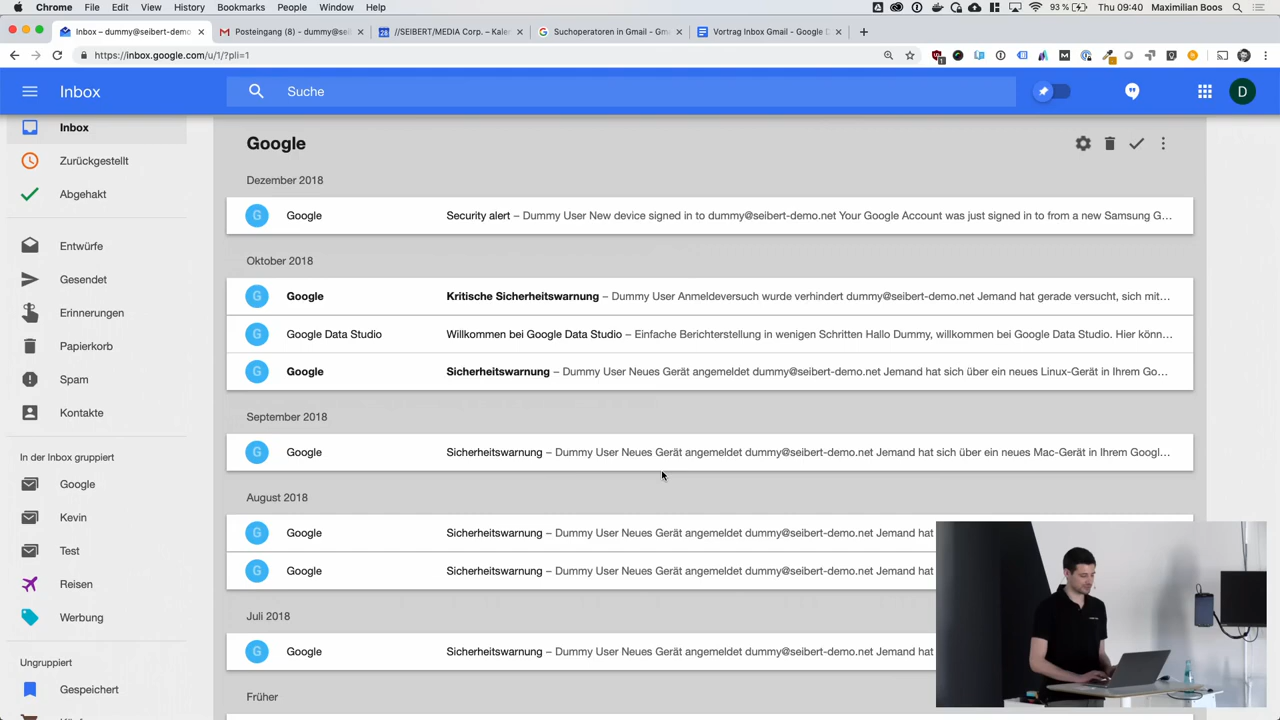 Chrome File Edit View History Bookmarks People Window Help 93 % Thu 09:40 Maximilian Boos
Inbox – dummy@seibert-demo Posteingang (8) - dummy@sei //SEIBERT/MEDIA Corp. – Kale Suchoperatoren in Gmail - Gm Vortrag Inbox Gmail - Google D
https://inbox.google.com/u/1/?pli=1
Inbox Suche D
Inbox
Zurückgestellt
Abgehakt
Entwürfe
Gesendet
Erinnerungen
Papierkorb
Spam
Kontakte
In der Inbox gruppiert
Google
Kevin
Test
Reisen
Werbung
Ungruppiert
Gespeichert
Google
Dezember 2018
G Google Security alert – Dummy User New device signed in to dummy@seibert-demo.net Your Google Account was just signed in to from a new Samsung G…
Oktober 2018
G Google Kritische Sicherheitswarnung – Dummy User Anmeldeversuch wurde verhindert dummy@seibert-demo.net Jemand hat gerade versucht, sich mit…
G Google Data Studio Willkommen bei Google Data Studio – Einfache Berichterstellung in wenigen Schritten Hallo Dummy, willkommen bei Google Data Studio. Hier könn…
G Google Sicherheitswarnung – Dummy User Neues Gerät angemeldet dummy@seibert-demo.net Jemand hat sich über ein neues Linux-Gerät in Ihrem Go…
September 2018
G Google Sicherheitswarnung – Dummy User Neues Gerät angemeldet dummy@seibert-demo.net Jemand hat sich über ein neues Mac-Gerät in Ihrem Googl…
August 2018
G Google Sicherheitswarnung – Dummy User Neues Gerät angemeldet dummy@seibert-demo.net Jemand hat
G Google Sicherheitswarnung – Dummy User Neues Gerät angemeldet dummy@seibert-demo.net Jemand hat
Juli 2018
G Google Sicherheitswarnung – Dummy User Neues Gerät angemeldet dummy@seibert-demo.net Jemand hat
Früher